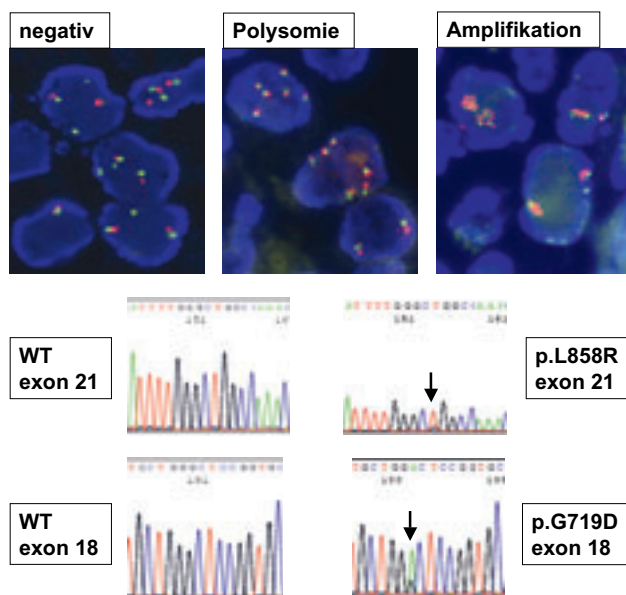 negativ
Polysomie
Amplifikation
WT
exon 21
p.L858R
exon 21
WT
exon 18
p.G719D
exon 18